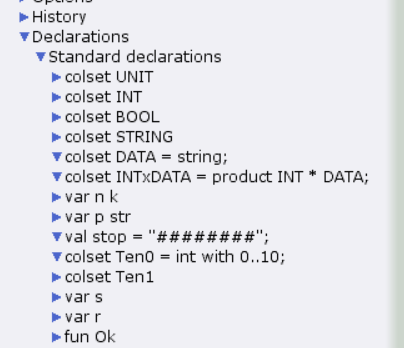 Options
History
Declarations
Standard declarations
colset UNIT
colset INT
colset BOOL
colset STRING
colset DATA = string;
colset INTxDATA = product INT * DATA;
var n k
var p str
val stop = "########";
colset Ten0 = int with 0..10;
colset Ten1
var s
var r
fun Ok